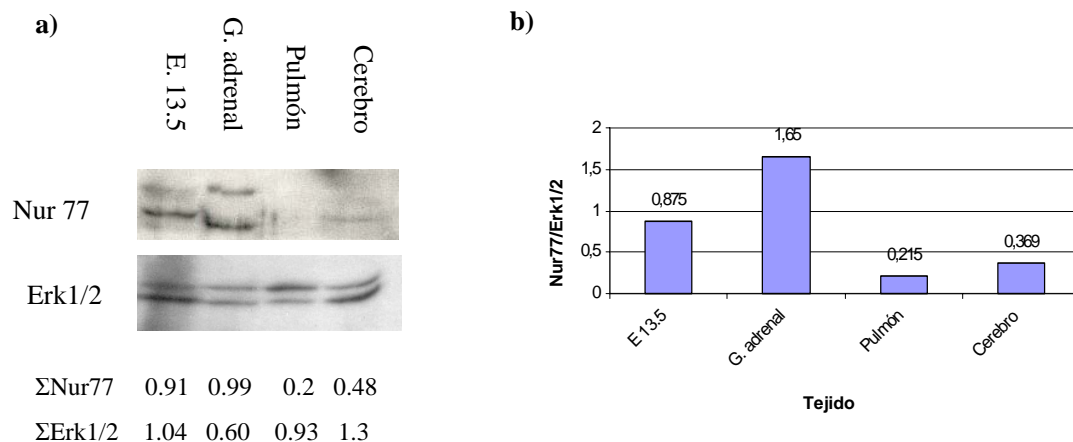 a)
E. 13.5
G. adrenal
Pulmón
Cerebro
Nur 77
Erk1/2
ΣNur77 0.91 0.99 0.2 0.48
ΣErk1/2 1.04 0.60 0.93 1.3
b)
Nur77/Erk1/2
2
1,5
1
0,5
0
0,875
1,65
0,215
0,369
E 13.5
G. adrenal
Pulmón
Cerebro
Tejido